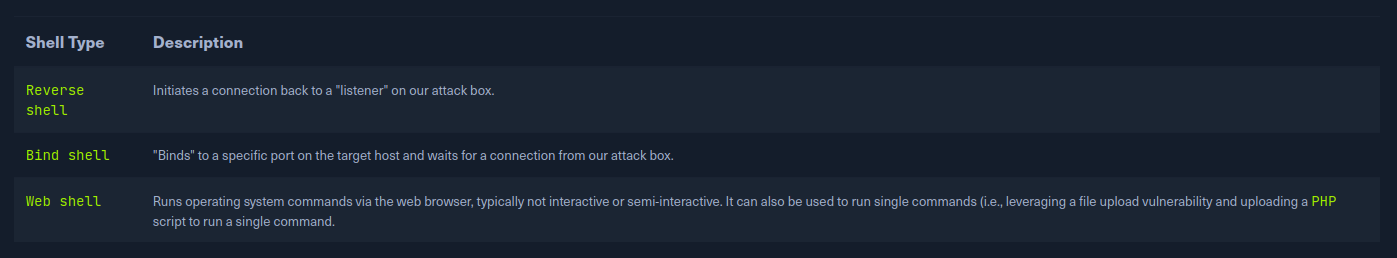 Shell Type Description
Reverse shell Initiates a connection back to a "listener" on our attack box.
Bind shell "Binds" to a specific port on the target host and waits for a connection from our attack box.
Web shell Runs operating system commands via the web browser, typically not interactive or semi-interactive. It can also be used to run single commands (i.e., leveraging a file upload vulnerability and uploading a PHP
script to run a single command.